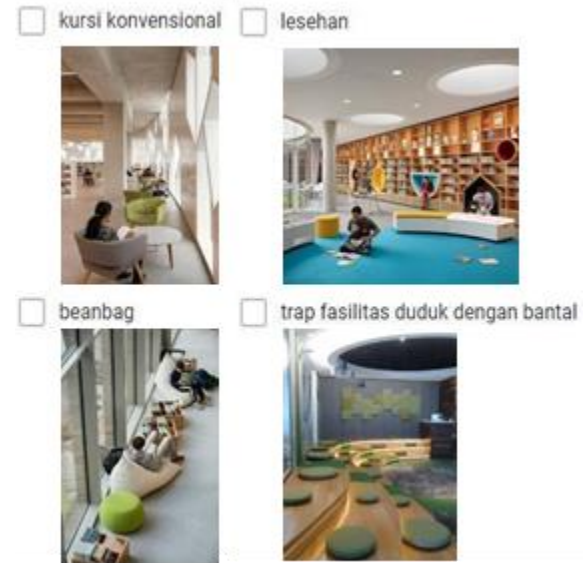 kursi konvensional
lesehan
beanbag
trap fasilitas duduk dengan bantal